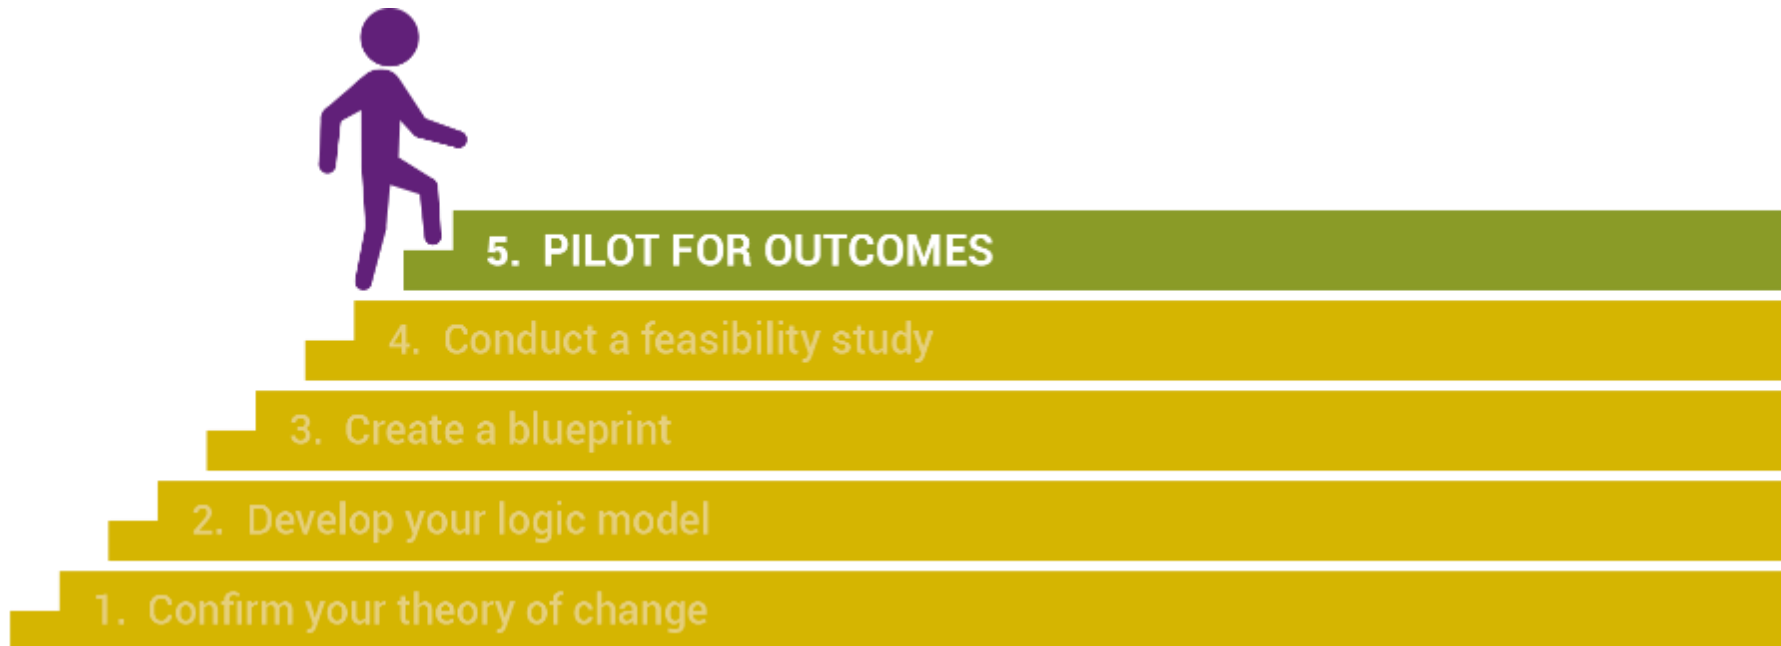 5. PILOT FOR OUTCOMES
4. Conduct a feasibility study
3. Create a blueprint
2. Develop your logic model
1. Confirm your theory of change